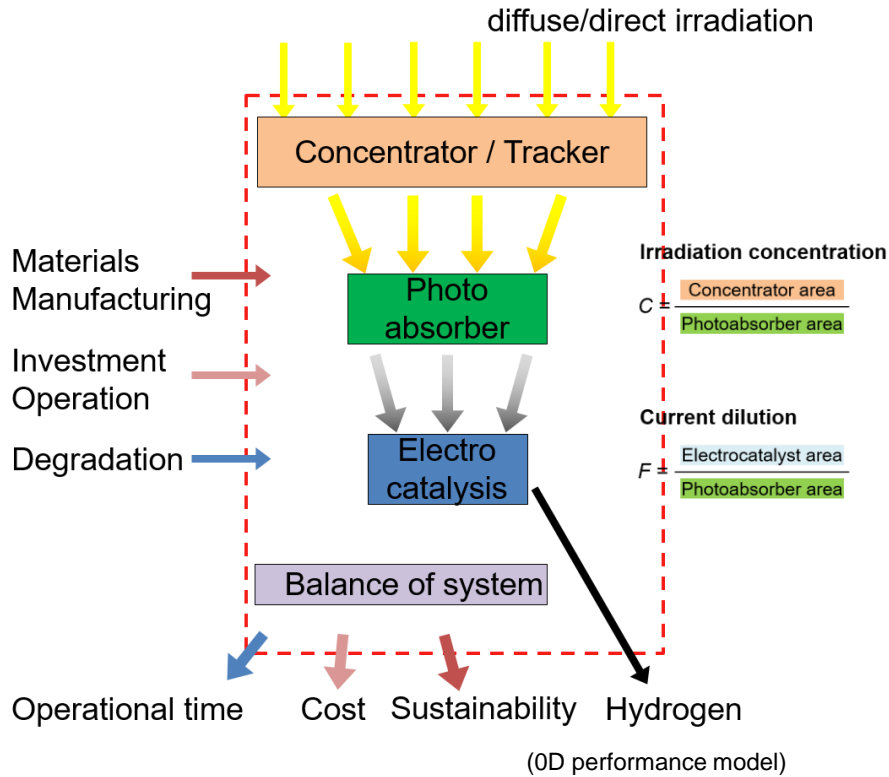 diffuse/direct irradiation
Concentrator / Tracker
Materials
Manufacturing
Investment
Operation
Degradation
Photo
absorber
Electro
catalysis
Balance of system
Irradiation concentration
C = Concentrator area
Photoabsorber area
Current dilution
F = Electrocatalyst area
Photoabsorber area
Operational time
Cost
Sustainability
Hydrogen
(0D performance model)